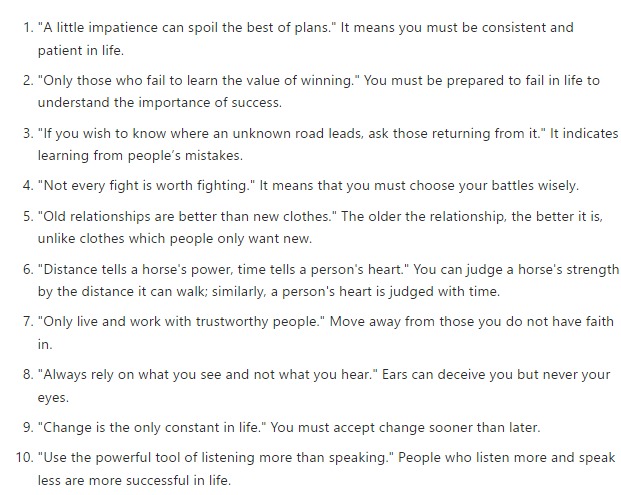 1. "A little impatience can spoil the best of plans." It means you must be consistent and
patient in life.
2. "Only those who fail to learn the value of winning." You must be prepared to fail in life to
understand the importance of success.
3. "If you wish to know where an unknown road leads, ask those returning from it." It indicates
learning from people's mistakes.
4. "Not every fight is worth fighting." It means that you must choose your battles wisely.
5. "Old relationships are better than new clothes." The older the relationship, the better it is,
unlike clothes which people only want new.
6. "Distance tells a horse's power, time tells a person's heart." You can judge a horse's strength
by the distance it can walk; similarly, a person's heart is judged with time.
7. "Only live and work with trustworthy people." Move away from those you do not have faith
in.
8. "Always rely on what you see and not what you hear." Ears can deceive you but never your
eyes.
9. "Change is the only constant in life." You must accept change sooner than later.
10. "Use the powerful tool of listening more than speaking." People who listen more and speak
less are more successful in life.